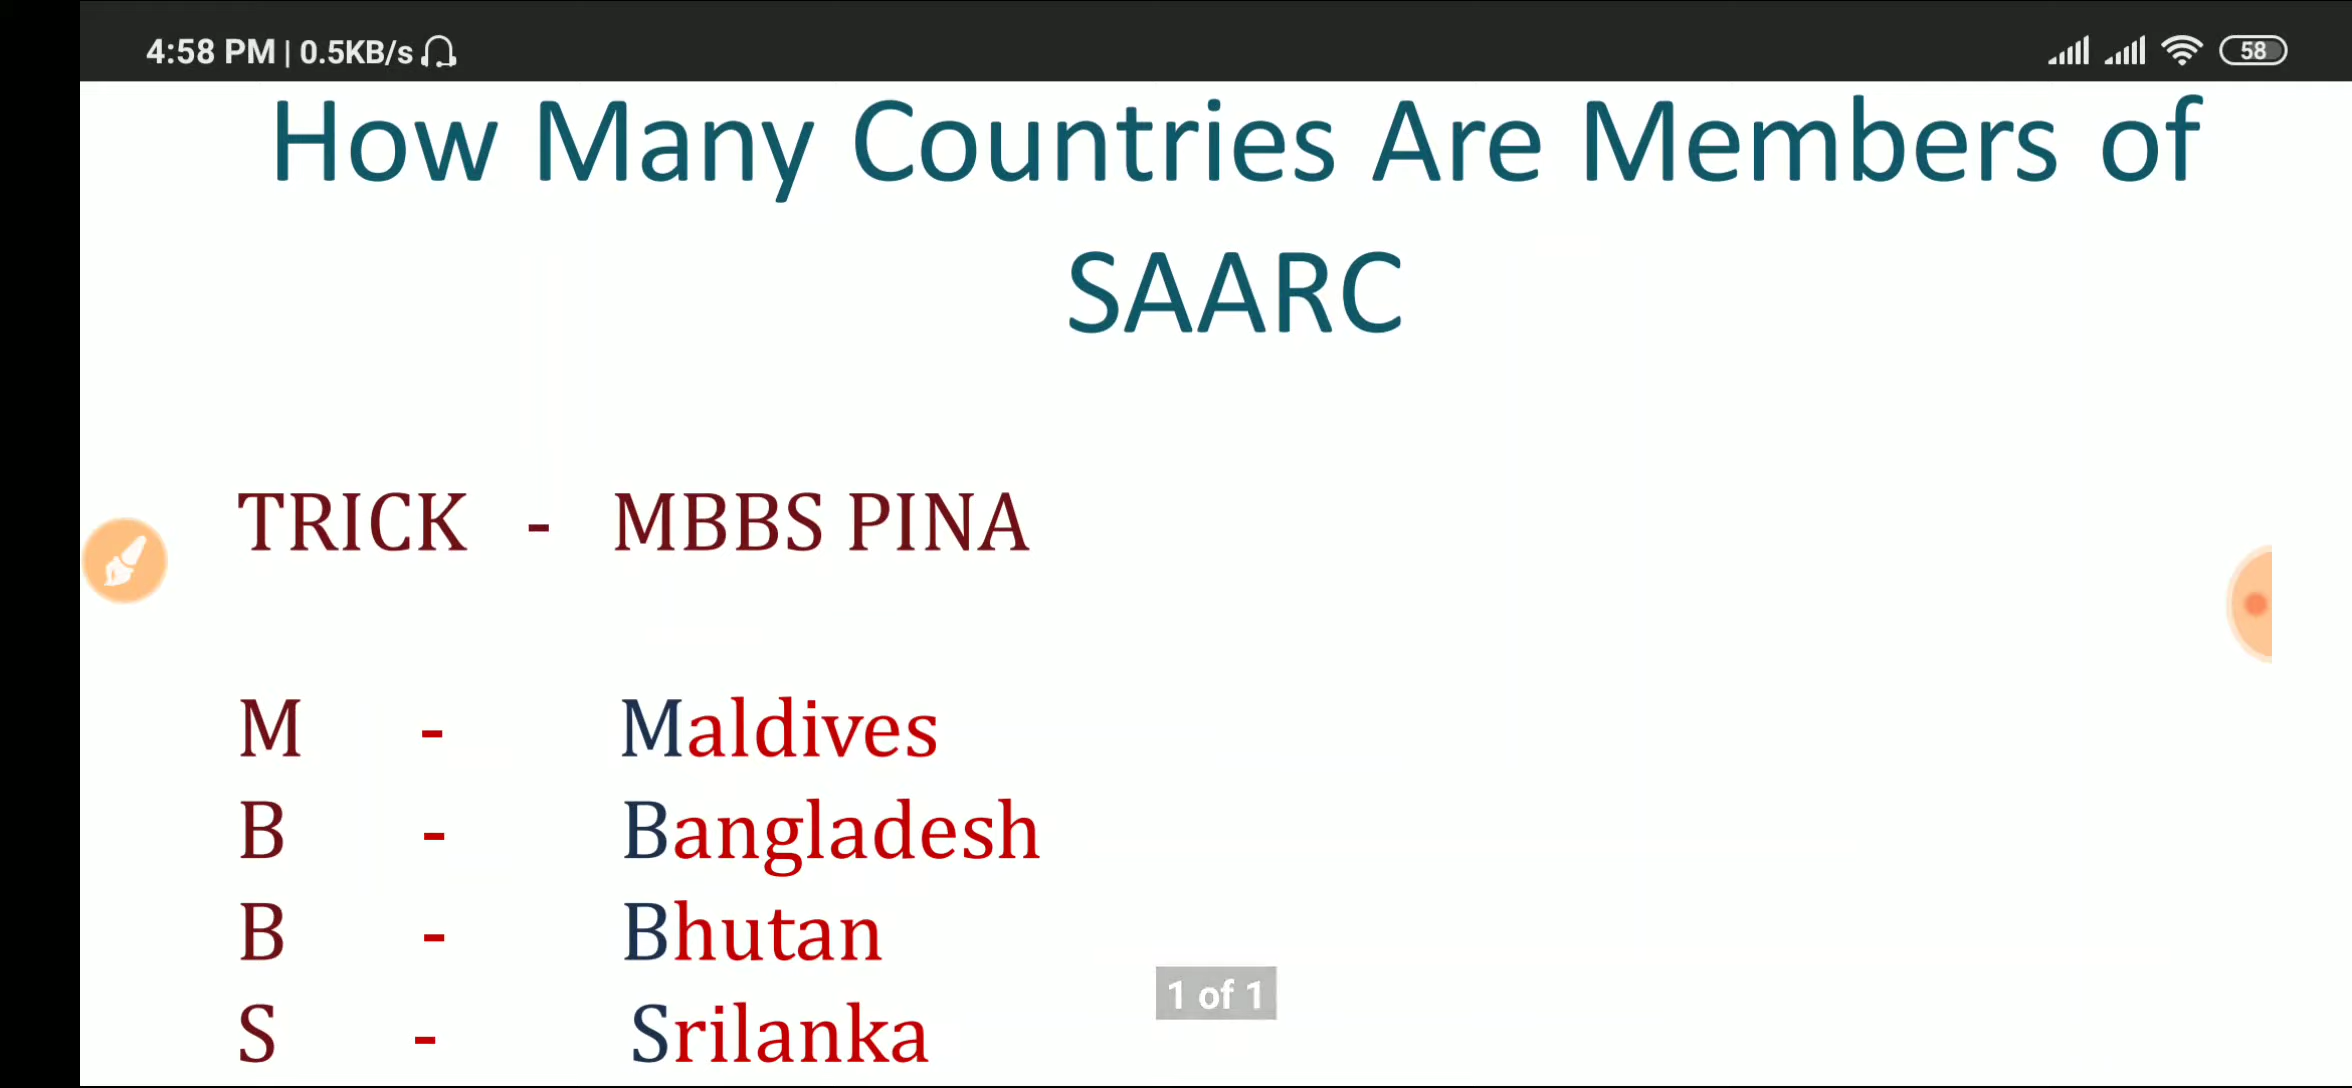 4:58 PM | 0.5KB/s
58
How Many Countries Are Members of
SAARC
TRICK - MBBS PINA
M - Maldives
B - Bangladesh
B - Bhutan
S - Srilanka
1 of 1